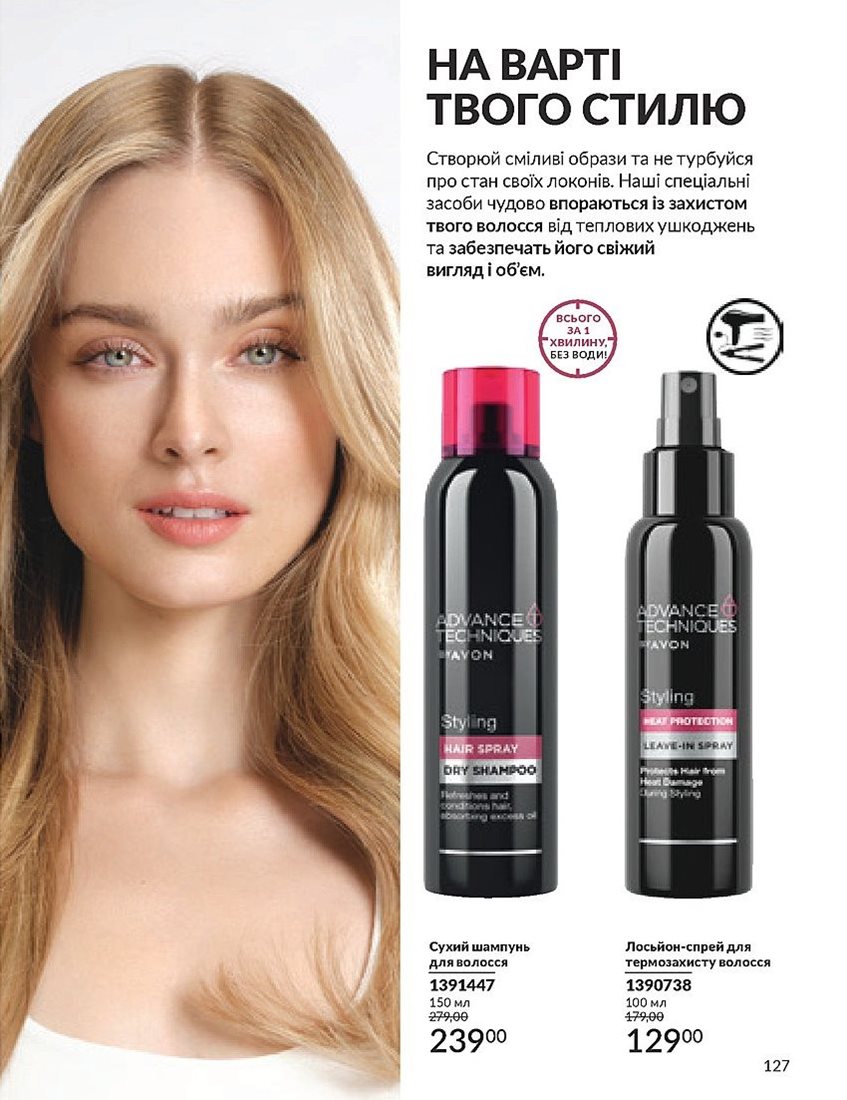 НА ВАРТІ
ТВОГО СТИЛЮ
Створюй сміливі образи та не турбуйся
про стан своїх локонів. Наші спеціальні
засоби чудово впораються із захистом
твого волосся від теплових ушкоджень
та забезпечать його свіжий
вигляд і об’єм.
ВСЬОГО
ЗА 1
ХВИЛИНУ,
БЕЗ ВОДИ!
ADVANCE
TECHNIQUES
BY AVON
Styling
HAIR SPRAY
DRY SHAMPOO
Refreshes and
conditions hair,
absorbing excess oil
ADVANCE
TECHNIQUES
BY AVON
Styling
HEAT PROTECTION
LEAVE-IN SPRAY
Protects Hair from
Heat Damage
During Styling
Сухий шампунь
для волосся
1391447
150 мл
279,00
23900
Лосьйон-спрей для
термозахисту волосся
1390738
100 мл
179,00
12900
127